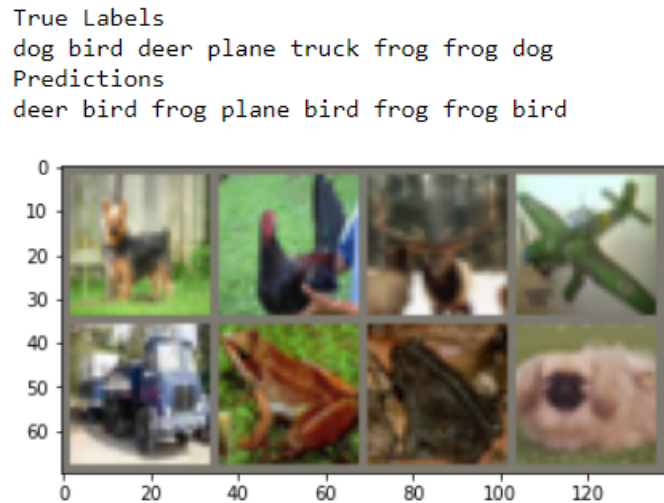 True Labels
dog bird deer plane truck frog frog dog
Predictions
deer bird frog plane bird frog frog bird
0
10
20
30
40
50
60
0 20 40 60 80 100 120